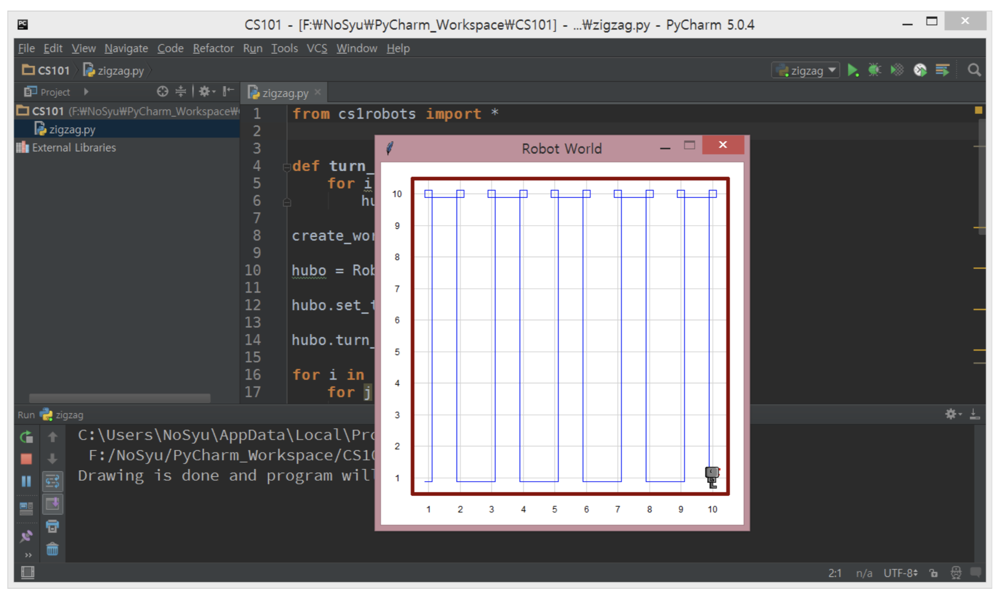 CS101 - [F:₩NoSyu₩PyCharm_Workspace₩CS101] - ...₩zigzag.py - PyCharm 5.0.4
File Edit View Navigate Code Refactor Run Tools VCS Window Help
CS101 zigzag.py
zigzag
Project
zigzag.py
CS101 (F:₩NoSyu₩PyCharm_Workspace₩
zigzag.py
External Libraries
1 from cs1robots import *
2
3
4 def turn_
5 for i
6 hu
7
8 create_wor
9
10 hubo = Rob
11
12 hubo.set_t
13
14 hubo.turn_
15
16 for i in
17 for j
Robot World
10
9
8
7
6
5
4
3
2
1
1 2 3 4 5 6 7 8 9 10
Run zigzag
C:\Users\NoSyu\AppData\Local\Pro
F:/NoSyu/PyCharm_Workspace/CS10
Drawing is done and program will
2:1 n/a UTF-8